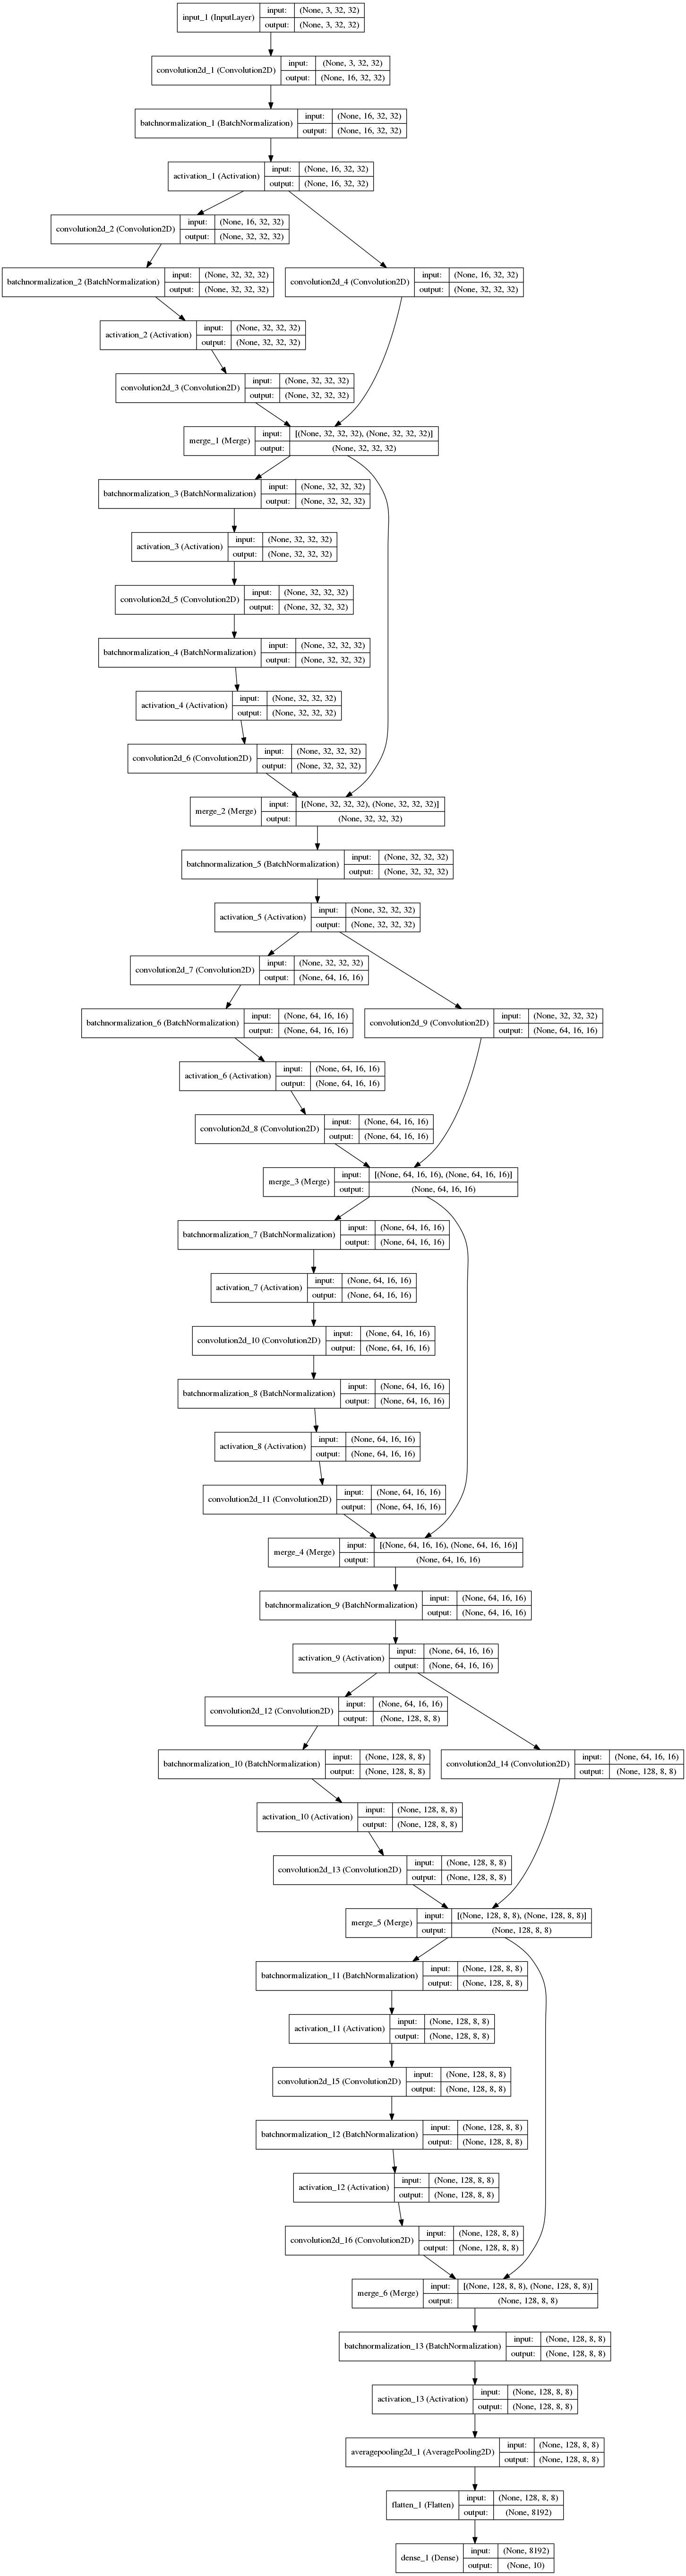 input_1 (InputLayer)
input: (None, 3, 32, 32)
output: (None, 3, 32, 32)
convolution2d_1 (Convolution2D)
input: (None, 3, 32, 32)
output: (None, 16, 32, 32)
batchnormalization_1 (BatchNormalization)
input: (None, 16, 32, 32)
output: (None, 16, 32, 32)
activation_1 (Activation)
input: (None, 16, 32, 32)
output: (None, 16, 32, 32)
convolution2d_2 (Convolution2D)
input: (None, 16, 32, 32)
output: (None, 32, 32, 32)
batchnormalization_2 (BatchNormalization)
input: (None, 32, 32, 32)
output: (None, 32, 32, 32)
convolution2d_4 (Convolution2D)
input: (None, 16, 32, 32)
output: (None, 32, 32, 32)
activation_2 (Activation)
input: (None, 32, 32, 32)
output: (None, 32, 32, 32)
convolution2d_3 (Convolution2D)
input: (None, 32, 32, 32)
output: (None, 32, 32, 32)
merge_1 (Merge)
input: [(None, 32, 32, 32), (None, 32, 32, 32)]
output: (None, 32, 32, 32)
batchnormalization_3 (BatchNormalization)
input: (None, 32, 32, 32)
output: (None, 32, 32, 32)
activation_3 (Activation)
input: (None, 32, 32, 32)
output: (None, 32, 32, 32)
convolution2d_5 (Convolution2D)
input: (None, 32, 32, 32)
output: (None, 32, 32, 32)
batchnormalization_4 (BatchNormalization)
input: (None, 32, 32, 32)
output: (None, 32, 32, 32)
activation_4 (Activation)
input: (None, 32, 32, 32)
output: (None, 32, 32, 32)
convolution2d_6 (Convolution2D)
input: (None, 32, 32, 32)
output: (None, 32, 32, 32)
merge_2 (Merge)
input: [(None, 32, 32, 32), (None, 32, 32, 32)]
output: (None, 32, 32, 32)
batchnormalization_5 (BatchNormalization)
input: (None, 32, 32, 32)
output: (None, 32, 32, 32)
activation_5 (Activation)
input: (None, 32, 32, 32)
output: (None, 32, 32, 32)
convolution2d_7 (Convolution2D)
input: (None, 32, 32, 32)
output: (None, 64, 16, 16)
batchnormalization_6 (BatchNormalization)
input: (None, 64, 16, 16)
output: (None, 64, 16, 16)
convolution2d_9 (Convolution2D)
input: (None, 32, 32, 32)
output: (None, 64, 16, 16)
activation_6 (Activation)
input: (None, 64, 16, 16)
output: (None, 64, 16, 16)
convolution2d_8 (Convolution2D)
input: (None, 64, 16, 16)
output: (None, 64, 16, 16)
merge_3 (Merge)
input: [(None, 64, 16, 16), (None, 64, 16, 16)]
output: (None, 64, 16, 16)
batchnormalization_7 (BatchNormalization)
input: (None, 64, 16, 16)
output: (None, 64, 16, 16)
activation_7 (Activation)
input: (None, 64, 16, 16)
output: (None, 64, 16, 16)
convolution2d_10 (Convolution2D)
input: (None, 64, 16, 16)
output: (None, 64, 16, 16)
batchnormalization_8 (BatchNormalization)
input: (None, 64, 16, 16)
output: (None, 64, 16, 16)
activation_8 (Activation)
input: (None, 64, 16, 16)
output: (None, 64, 16, 16)
convolution2d_11 (Convolution2D)
input: (None, 64, 16, 16)
output: (None, 64, 16, 16)
merge_4 (Merge)
input: [(None, 64, 16, 16), (None, 64, 16, 16)]
output: (None, 64, 16, 16)
batchnormalization_9 (BatchNormalization)
input: (None, 64, 16, 16)
output: (None, 64, 16, 16)
activation_9 (Activation)
input: (None, 64, 16, 16)
output: (None, 64, 16, 16)
convolution2d_12 (Convolution2D)
input: (None, 64, 16, 16)
output: (None, 128, 8, 8)
batchnormalization_10 (BatchNormalization)
input: (None, 128, 8, 8)
output: (None, 128, 8, 8)
convolution2d_14 (Convolution2D)
input: (None, 64, 16, 16)
output: (None, 128, 8, 8)
activation_10 (Activation)
input: (None, 128, 8, 8)
output: (None, 128, 8, 8)
convolution2d_13 (Convolution2D)
input: (None, 128, 8, 8)
output: (None, 128, 8, 8)
merge_5 (Merge)
input: [(None, 128, 8, 8), (None, 128, 8, 8)]
output: (None, 128, 8, 8)
batchnormalization_11 (BatchNormalization)
input: (None, 128, 8, 8)
output: (None, 128, 8, 8)
activation_11 (Activation)
input: (None, 128, 8, 8)
output: (None, 128, 8, 8)
convolution2d_15 (Convolution2D)
input: (None, 128, 8, 8)
output: (None, 128, 8, 8)
batchnormalization_12 (BatchNormalization)
input: (None, 128, 8, 8)
output: (None, 128, 8, 8)
activation_12 (Activation)
input: (None, 128, 8, 8)
output: (None, 128, 8, 8)
convolution2d_16 (Convolution2D)
input: (None, 128, 8, 8)
output: (None, 128, 8, 8)
merge_6 (Merge)
input: [(None, 128, 8, 8), (None, 128, 8, 8)]
output: (None, 128, 8, 8)
batchnormalization_13 (BatchNormalization)
input: (None, 128, 8, 8)
output: (None, 128, 8, 8)
activation_13 (Activation)
input: (None, 128, 8, 8)
output: (None, 128, 8, 8)
averagepooling2d_1 (AveragePooling2D)
input: (None, 128, 8, 8)
output: (None, 128, 8, 8)
flatten_1 (Flatten)
input: (None, 128, 8, 8)
output: (None, 8192)
dense_1 (Dense)
input: (None, 8192)
output: (None, 10)